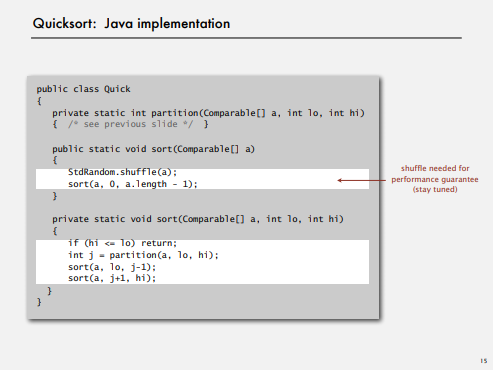 Quicksort: Java implementation
public class Quick
{
private static int partition(Comparable[] a, int lo, int hi)
{ /* see previous slide */ }
public static void sort(Comparable[] a)
{
StdRandom.shuffle(a);
sort(a, 0, a.length - 1);
}
shuffle needed for
performance guarantee
(stay tuned)
private static void sort(Comparable[] a, int lo, int hi)
{
if (hi <= lo) return;
int j = partition(a, lo, hi);
sort(a, lo, j-1);
sort(a, j+1, hi);
}
}
15